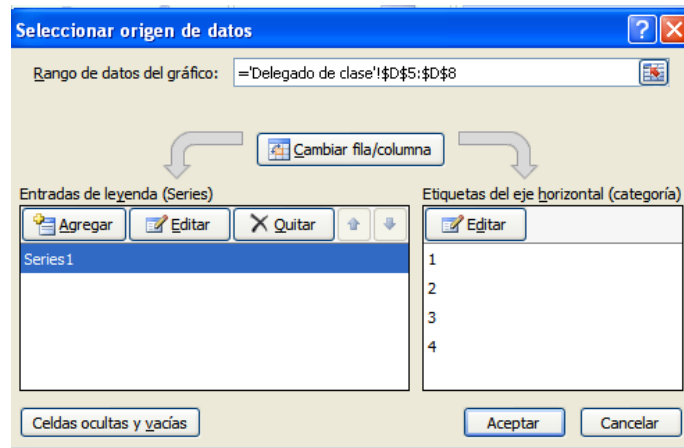 Seleccionar origen de datos
Rango de datos del gráfico: ='Delegado de clase'!$D$5:$D$8
Cambiar fila/columna
Entradas de leyenda (Series)
Agregar Editar Quitar
Series1
Etiquetas del eje horizontal (categoría)
Editar
1
2
3
4
Celdas ocultas y vacías
Aceptar Cancelar